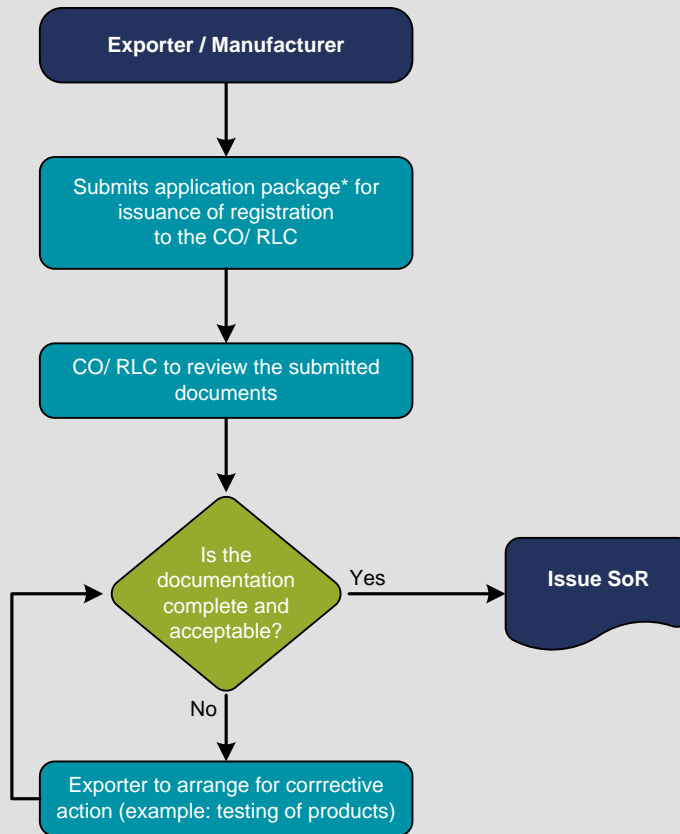 Exporter / Manufacturer
Submits application package* for
issuance of registration
to the CO/ RLC
CO/ RLC to review the submitted
documents
Is the
documentation
complete and
acceptable?
Yes
Issue SoR
No
Exporter to arrange for corrrective
action (example: testing of products)